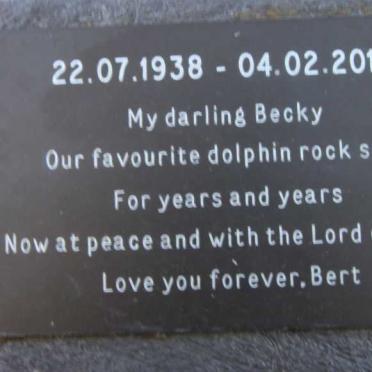 22.07.1938 - 04.02.201
My darling Becky
Our favourite dolphin rock s
For years and years
Now at peace and with the Lord
Love you forever, Bert